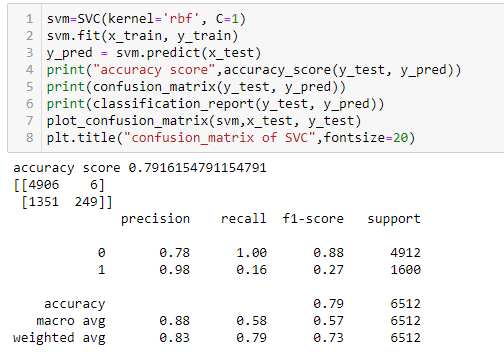 1 svm=SVC(kernel='rbf', C=1)
2 svm.fit(x_train, y_train)
3 y_pred = svm.predict(x_test)
4 print("accuracy score",accuracy_score(y_test, y_pred))
5 print(confusion_matrix(y_test, y_pred))
6 print(classification_report(y_test, y_pred))
7 plot_confusion_matrix(svm,x_test, y_test)
8 plt.title("confusion_matrix of SVC",fontsize=20)
accuracy score 0.7916154791154791
[[4906    6]
 [1351  249]]
              precision    recall  f1-score   support

           0       0.78      1.00      0.88      4912
           1       0.98      0.16      0.27      1600

    accuracy                           0.79      6512
   macro avg       0.88      0.58      0.57      6512
weighted avg       0.83      0.79      0.73      6512